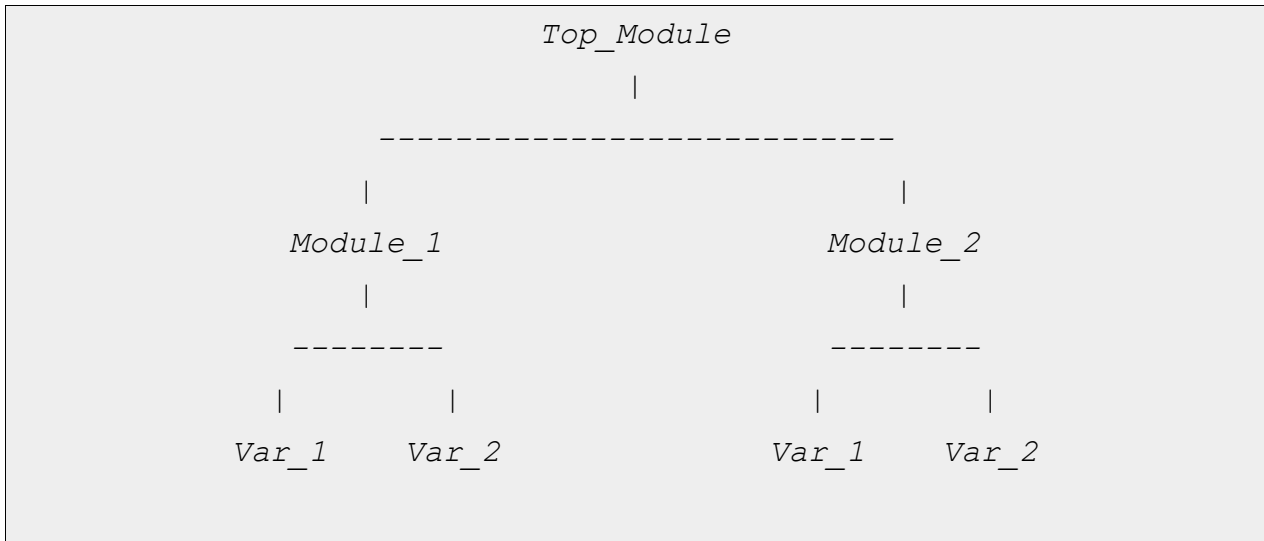 Top_Module
|
---------------------------
| |
Module_1 Module_2
| |
-------- --------
| | | |
Var_1 Var_2 Var_1 Var_2